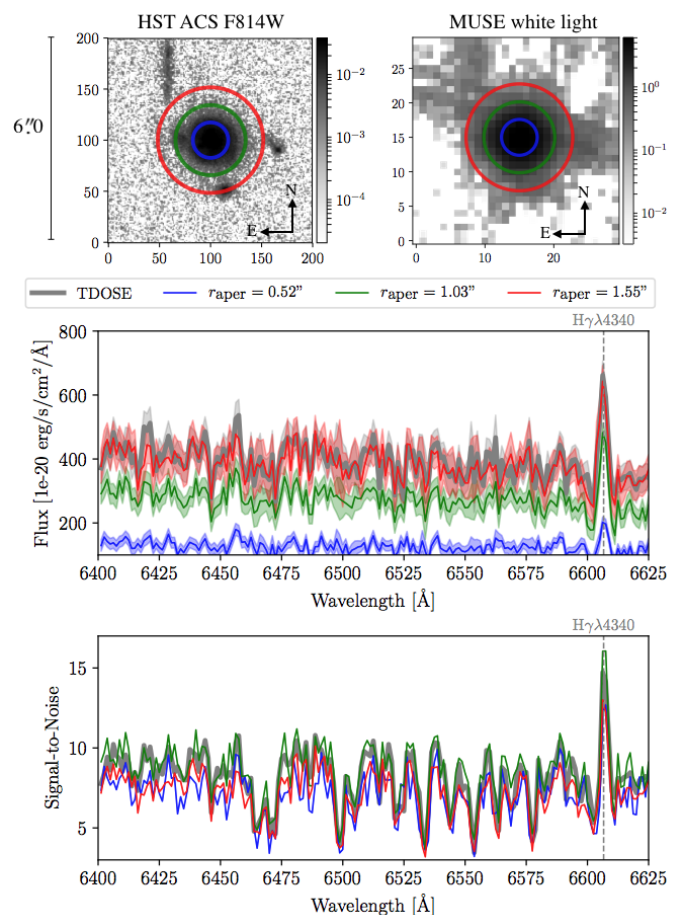 HST ACS F814W
MUSE white light
6.″0
200
150
100
50
0
0 50 100 150 200
10⁻²
10⁻³
10⁻⁴
N
E
25
20
15
10
5
0
0 10 20
10⁰
10⁻¹
10⁻²
N
E
TDOSE r_aper = 0.52" r_aper = 1.03" r_aper = 1.55"
Hγλ4340
800
600
400
200
Flux [1e-20 erg/s/cm²/Å]
6400 6425 6450 6475 6500 6525 6550 6575 6600 6625
Wavelength [Å]
Hγλ4340
15
10
5
Signal-to-Noise
6400 6425 6450 6475 6500 6525 6550 6575 6600 6625
Wavelength [Å]